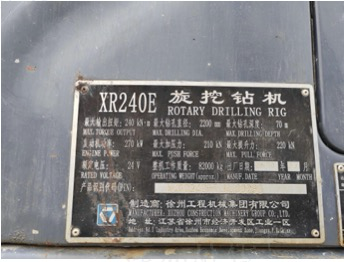 XR240E 旋挖钻机
ROTARY DRILLING RIG
最大输出扭矩: 240 kN·m 最大钻孔直径: 2200 mm 最大钻孔深度: 70 m
MAX. TORQUE OUTPUT MAX. DRILLING DIA. MAX. DRILLING DEPTH
发动机功率: 270 kW 最大加压力: 210 kN 最大提升力: 220 kN
ENGINE POWER MAX. PUSH FORCE MAX. PULL FORCE
额定电压: 24 V 整机工作重量: 82000 kg 出厂日期: 年 月
RATED VOLTAGE OPERATING WEIGHT MANUF. DATE YEAR MONTH
产品识别代码(PIN):
制造商: 徐州工程机械集团有限公司
MANUFACTURER: XUZHOU CONSTRUCTION MACHINERY GROUP CO., LTD.
地 址: 江苏省徐州市经济开发区工业一区